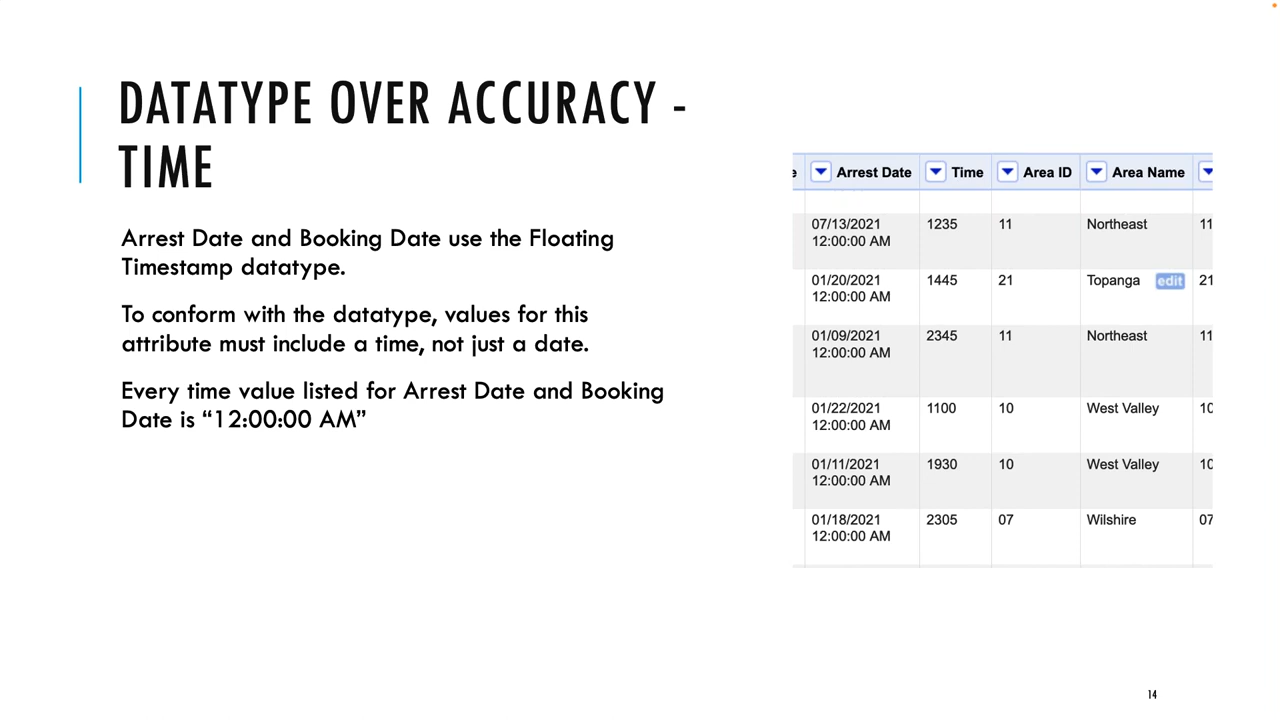 DATATYPE OVER ACCURACY -
TIME
Arrest Date and Booking Date use the Floating
Timestamp datatype.
To conform with the datatype, values for this
attribute must include a time, not just a date.
Every time value listed for Arrest Date and Booking
Date is “12:00:00 AM”
e Arrest Date Time Area ID Area Name
07/13/2021 1235 11 Northeast 11
12:00:00 AM
01/20/2021 1445 21 Topanga edit 21
12:00:00 AM
01/09/2021 2345 11 Northeast 11
12:00:00 AM
01/22/2021 1100 10 West Valley 10
12:00:00 AM
01/11/2021 1930 10 West Valley 10
12:00:00 AM
01/18/2021 2305 07 Wilshire 07
12:00:00 AM
14